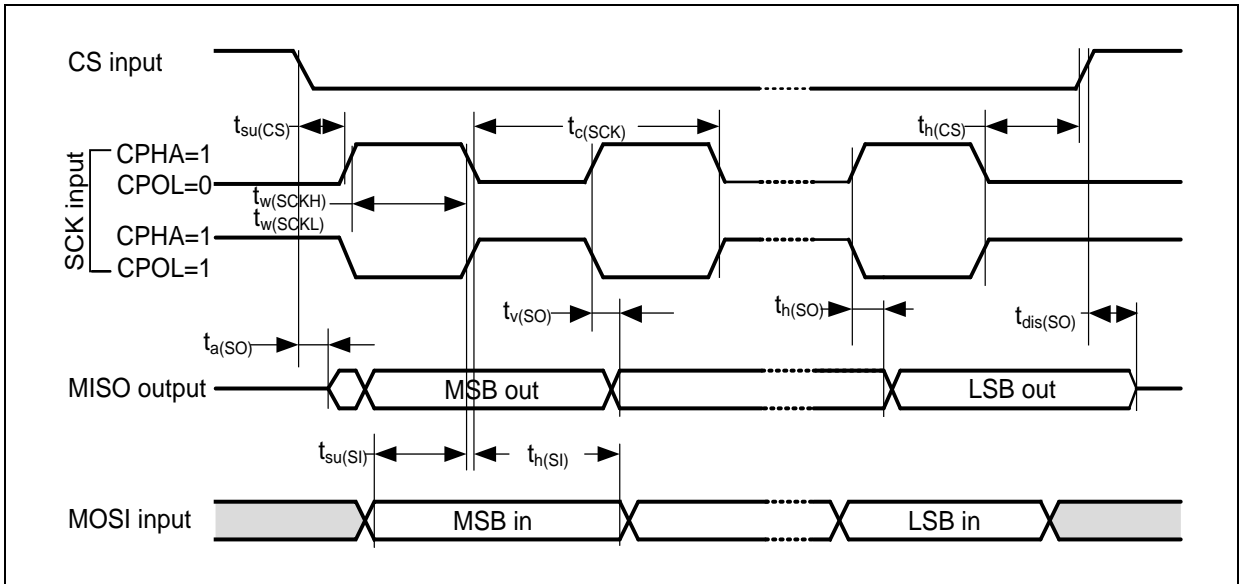 CS input
tsu(CS)
tc(SCK)
th(CS)
SCK input
CPHA=1
CPOL=0
tw(SCKH)
tw(SCKL)
CPHA=1
CPOL=1
tv(SO)
th(SO)
tdis(SO)
ta(SO)
MISO output
MSB out
LSB out
tsu(SI)
th(SI)
MOSI input
MSB in
LSB in